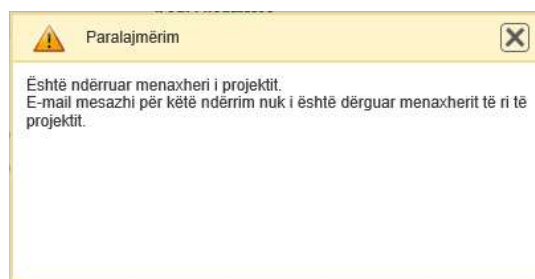 Paralajmërim
Është ndërruar menaxheri i projektit.
E-mail mesazhi për këtë ndërrim nuk i është dërguar menaxherit të ri të
projektit.